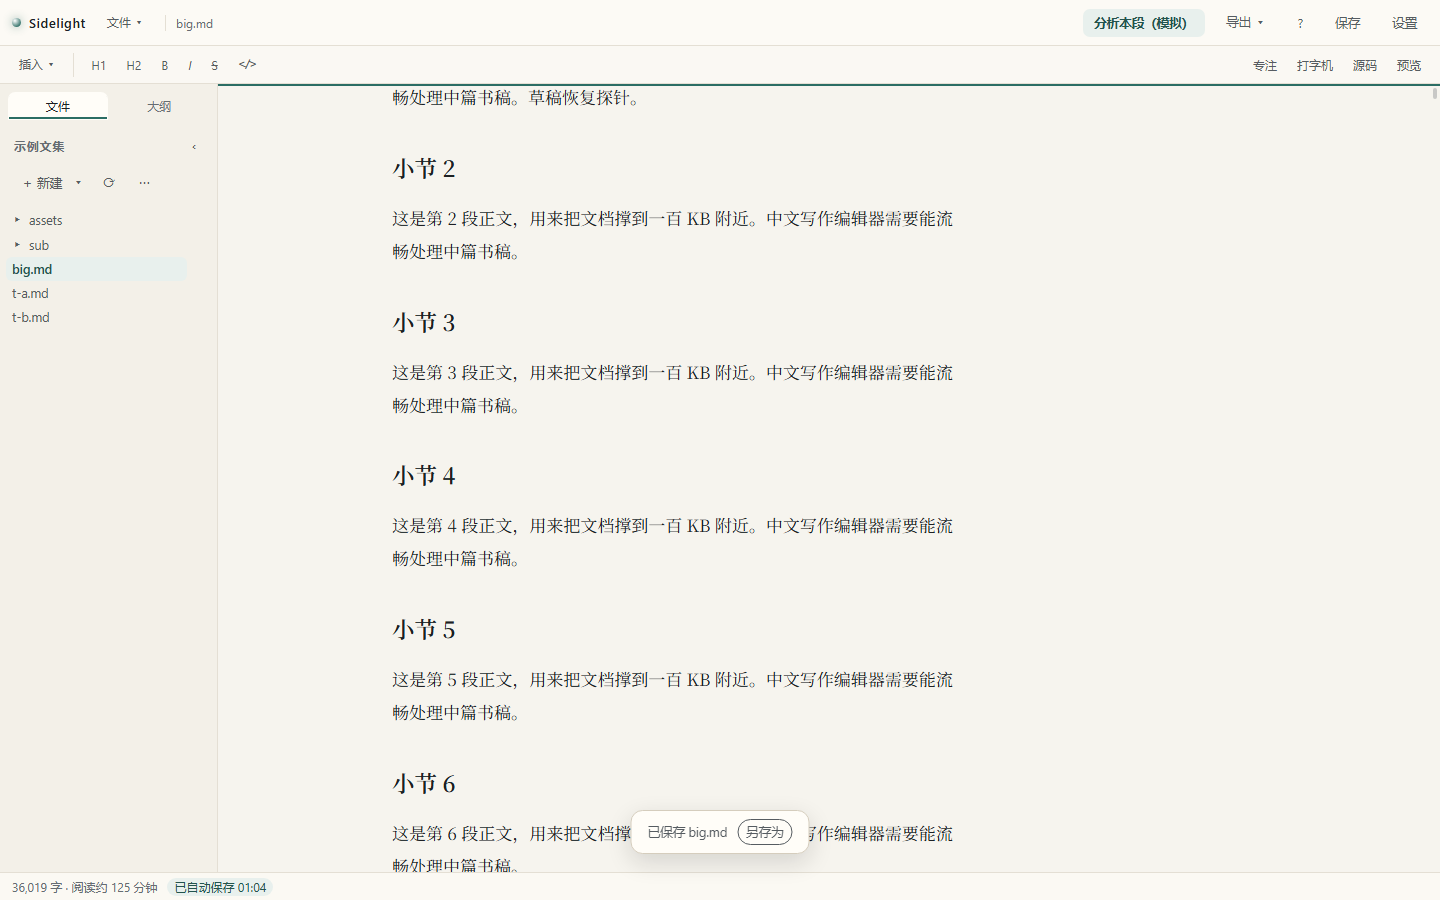 Sidelight
文件
big.md
分析本段（模拟）
导出
?
保存
设置
插入
H1
H2
B
I
S
</>
专注
打字机
源码
预览
文件
大纲
示例文集
‹
+ 新建
⟳
···
assets
sub
big.md
t-a.md
t-b.md
畅处理中篇书稿。草稿恢复探针。
小节 2
这是第 2 段正文，用来把文档撑到一百 KB 附近。中文写作编辑器需要能流
畅处理中篇书稿。
小节 3
这是第 3 段正文，用来把文档撑到一百 KB 附近。中文写作编辑器需要能流
畅处理中篇书稿。
小节 4
这是第 4 段正文，用来把文档撑到一百 KB 附近。中文写作编辑器需要能流
畅处理中篇书稿。
小节 5
这是第 5 段正文，用来把文档撑到一百 KB 附近。中文写作编辑器需要能流
畅处理中篇书稿。
小节 6
这是第 6 段正文，用来把文档撑
写作编辑器需要能流
畅处理中篇书稿。
已保存 big.md
另存为
36,019 字 · 阅读约 125 分钟
已自动保存 01:04